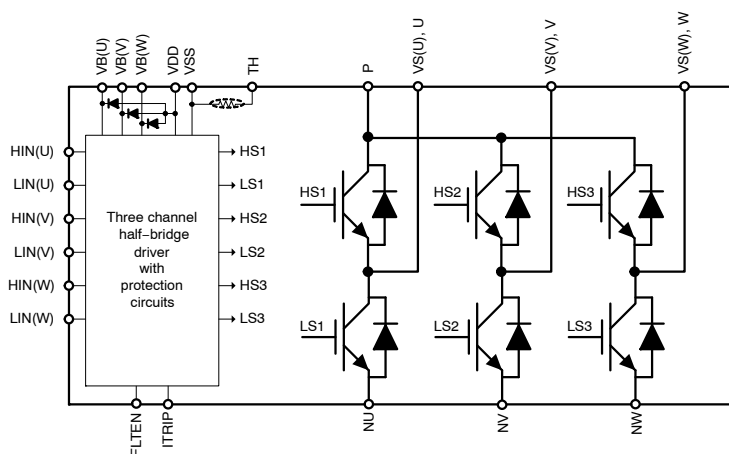 VB(U)
VB(V)
VB(W)
VDD
VSS
TH
P
VS(U), U
VS(V), V
VS(W), W
HIN(U)
LIN(U)
HIN(V)
LIN(V)
HIN(W)
LIN(W)
Three channel
half−bridge
driver
with
protection
circuits
HS1
LS1
HS2
LS2
HS3
LS3
HS1
HS2
HS3
LS1
LS2
LS3
FLTEN
ITRIP
NU
NV
NW